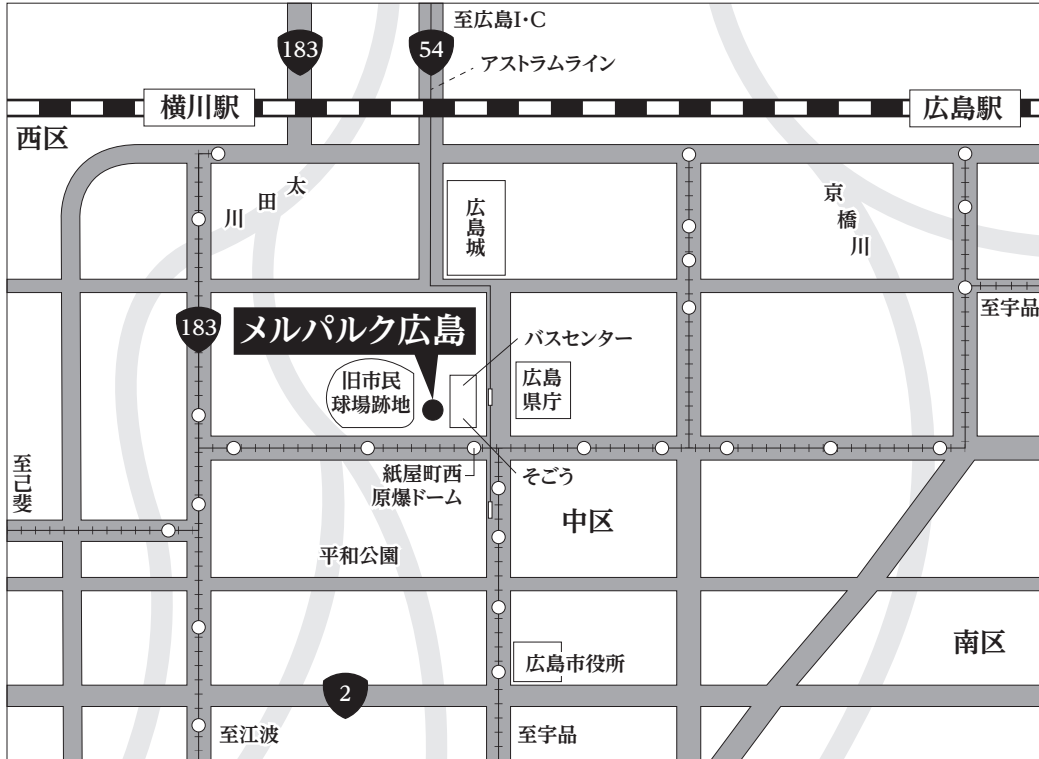 至広島I・C
183
54
アストラムライン
横川駅
広島駅
西区
太田川
京橋川
広島城
至宇品
183
メルパルク広島
バスセンター
旧市民
球場跡地
広島
県庁
至己斐
紙屋町西
原爆ドーム
そごう
中区
平和公園
南区
広島市役所
2
至江波
至宇品